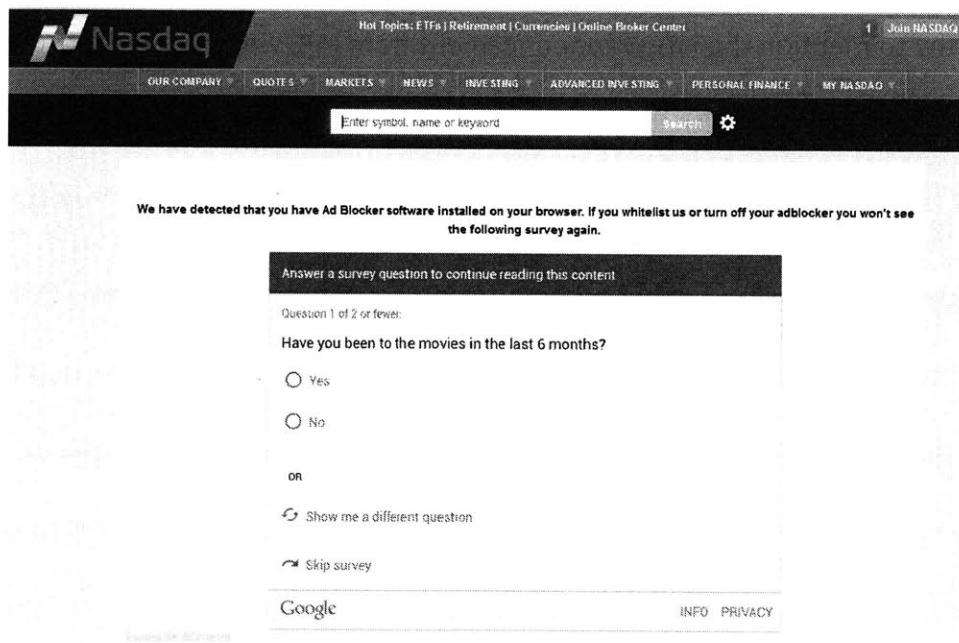 Nasdaq
Hot Topics: ETFs | Retirement | Currencies | Online Broker Center
1 Join NASDAQ
OUR COMPANY QUOTES MARKETS NEWS INVESTING ADVANCED INVESTING PERSONAL FINANCE MY NASDAQ
Enter symbol, name or keyword Search
We have detected that you have Ad Blocker software installed on your browser. If you whitelist us or turn off your adblocker you won't see
the following survey again.
Answer a survey question to continue reading this content
Question 1 of 2 or fewer:
Have you been to the movies in the last 6 months?
Yes
No
OR
Show me a different question
Skip survey
Google INFO PRIVACY